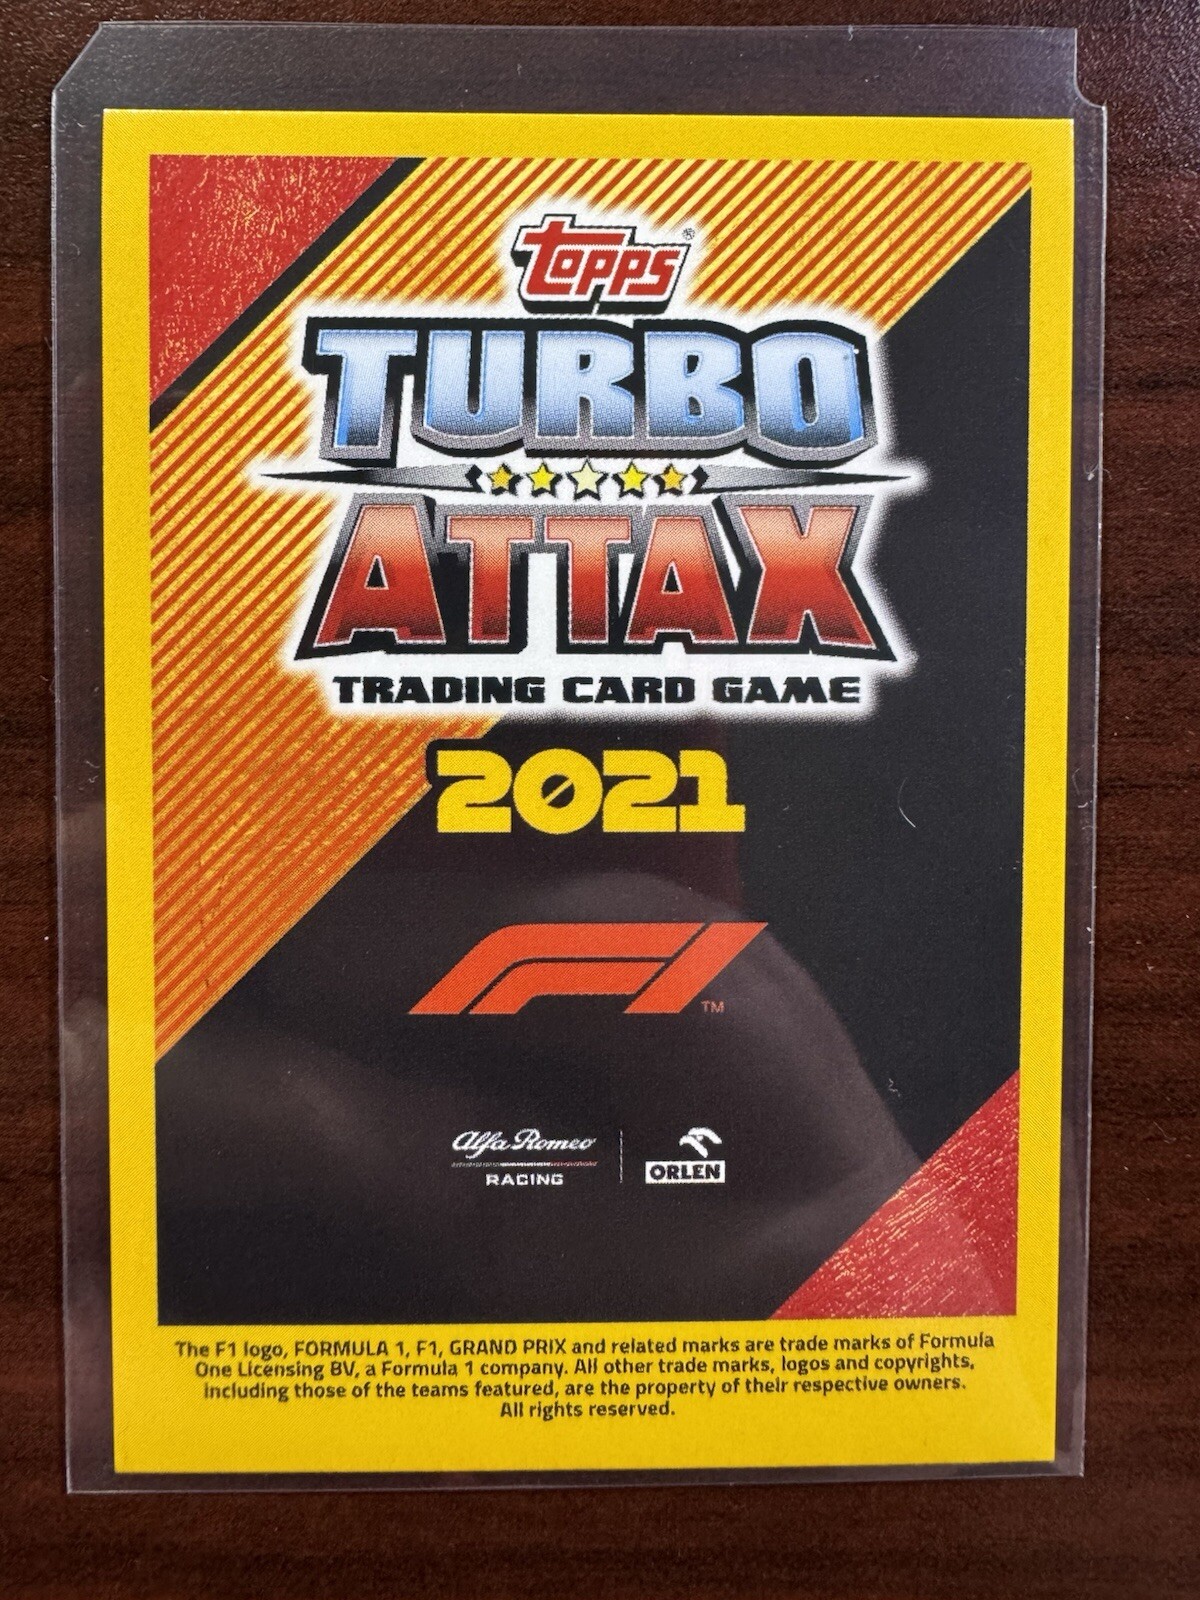 topps®
TURBO
ATTAX
TRADING CARD GAME
2021
F1™
Alfa Romeo
RACING
ORLEN
The F1 logo, FORMULA 1, F1, GRAND PRIX and related marks are trade marks of Formula
One Licensing BV, a Formula 1 company. All other trade marks, logos and copyrights,
including those of the teams featured, are the property of their respective owners.
All rights reserved.